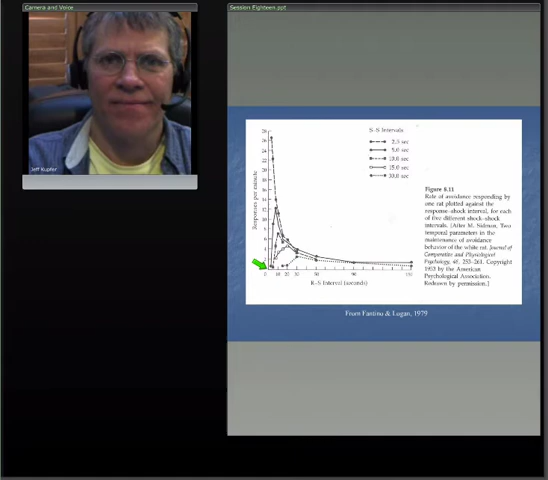 Camera and Voice
Session Eighteen.ppt
Jeff Kupfer
S-S Intervals
2.5 sec
5.0 sec
10.0 sec
15.0 sec
Figure 8.11
Rate of avoidance responding by
one rat plotted against the
response–shock interval, for each
of five different shock–shock
intervals. [After M. Sidman, Two
temporal parameters in the
maintenance of avoidance
behavior of the white rat. Journal of
Comparative and Physiological
Psychology, 46, 253–261. Copyright
1953 by the American
Psychological Association.
Redrawn by permission.]
R-S Interval (seconds)
From Fantino & Logan, 1979